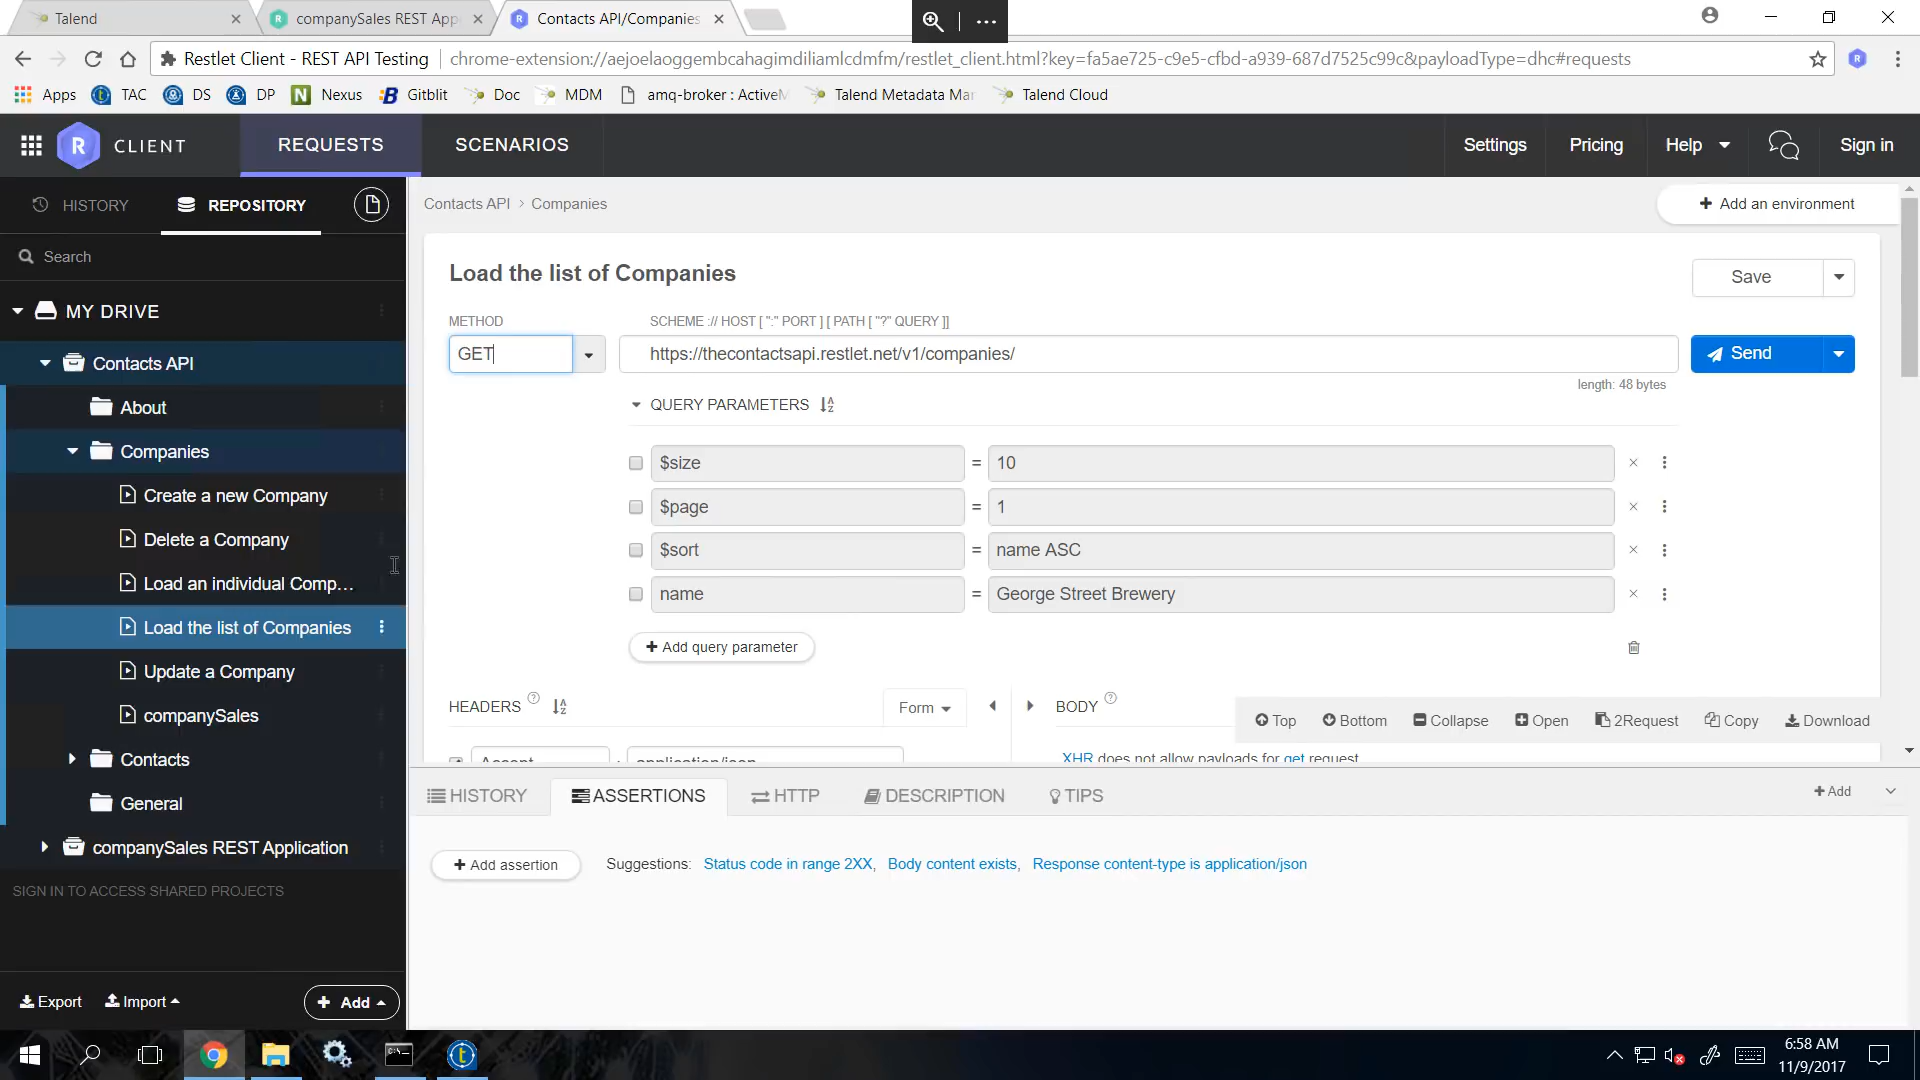 Talend
companySales REST App
Contacts API/Companies
Restlet Client - REST API Testing
chrome-extension://aejoelaoggembcahagimdiliamlcdmfm/restlet_client.html?key=fa5ae725-c9e5-cfbd-a939-687d7525c99c&payloadType=dhc#requests
Apps TAC DS DP Nexus Gitblit Doc MDM amq-broker : ActiveM Talend Metadata Mar Talend Cloud
CLIENT REQUESTS SCENARIOS Settings Pricing Help Sign in
HISTORY REPOSITORY
Contacts API > Companies
Add an environment
Search
Load the list of Companies
Save
MY DRIVE
METHOD
SCHEME :// HOST [ ":" PORT ] [ PATH [ "?" QUERY ]]
GET
https://thecontactsapi.restlet.net/v1/companies/
Send
length: 48 bytes
Contacts API
About
Companies
Create a new Company
Delete a Company
Load an individual Comp...
Load the list of Companies
Update a Company
companySales
Contacts
General
companySales REST Application
SIGN IN TO ACCESS SHARED PROJECTS
Export Import Add
QUERY PARAMETERS
$size = 10
$page = 1
$sort = name ASC
name = George Street Brewery
Add query parameter
HEADERS ? Form
BODY ?
Top Bottom Collapse Open 2Request Copy Download
Accept : application/json
XHR does not allow payloads for get request
HISTORY ASSERTIONS HTTP DESCRIPTION TIPS
Add
Add assertion
Suggestions: Status code in range 2XX, Body content exists, Response content-type is application/json
6:58 AM
11/9/2017